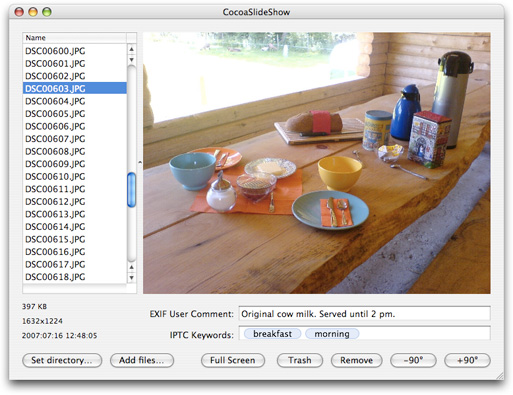 CocoaSlideShow
Name
DSC00600.JPG
DSC00601.JPG
DSC00602.JPG
DSC00603.JPG
DSC00604.JPG
DSC00605.JPG
DSC00606.JPG
DSC00607.JPG
DSC00608.JPG
DSC00609.JPG
DSC00610.JPG
DSC00611.JPG
DSC00612.JPG
DSC00613.JPG
DSC00614.JPG
DSC00615.JPG
DSC00616.JPG
DSC00617.JPG
DSC00618.JPG
397 KB
1632x1224
2007:07:16 12:48:05
EXIF User Comment: Original cow milk. Served until 2 pm.
IPTC Keywords: breakfast morning
Set directory... Add files... Full Screen Trash Remove -90° +90°